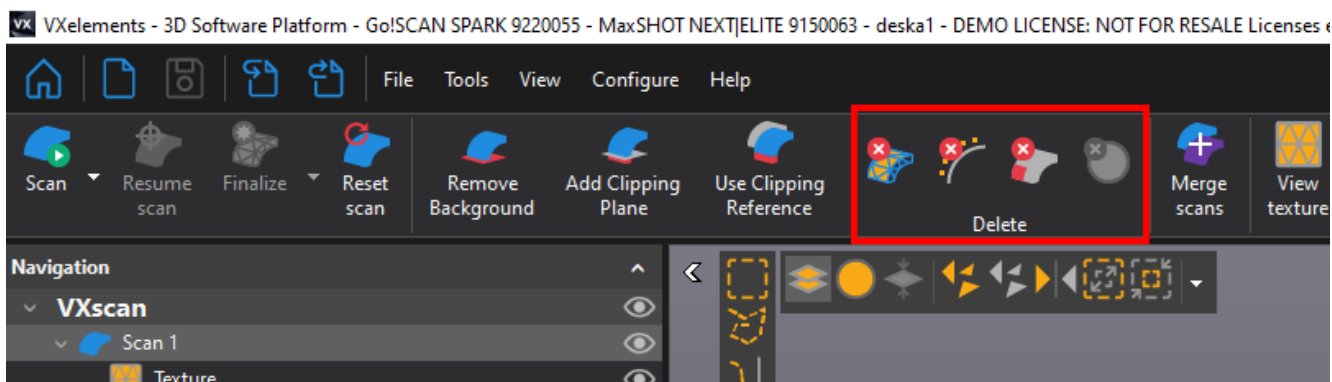 VX VXelements - 3D Software Platform - Go!SCAN SPARK 9220055 - MaxSHOT NEXT|ELITE 9150063 - deska1 - DEMO LICENSE: NOT FOR RESALE Licenses e
File Tools View Configure Help
Scan Resume scan Finalize Reset scan Remove Background Add Clipping Plane Use Clipping Reference Delete Merge scans View texture
Navigation
VXscan
Scan 1
Texture